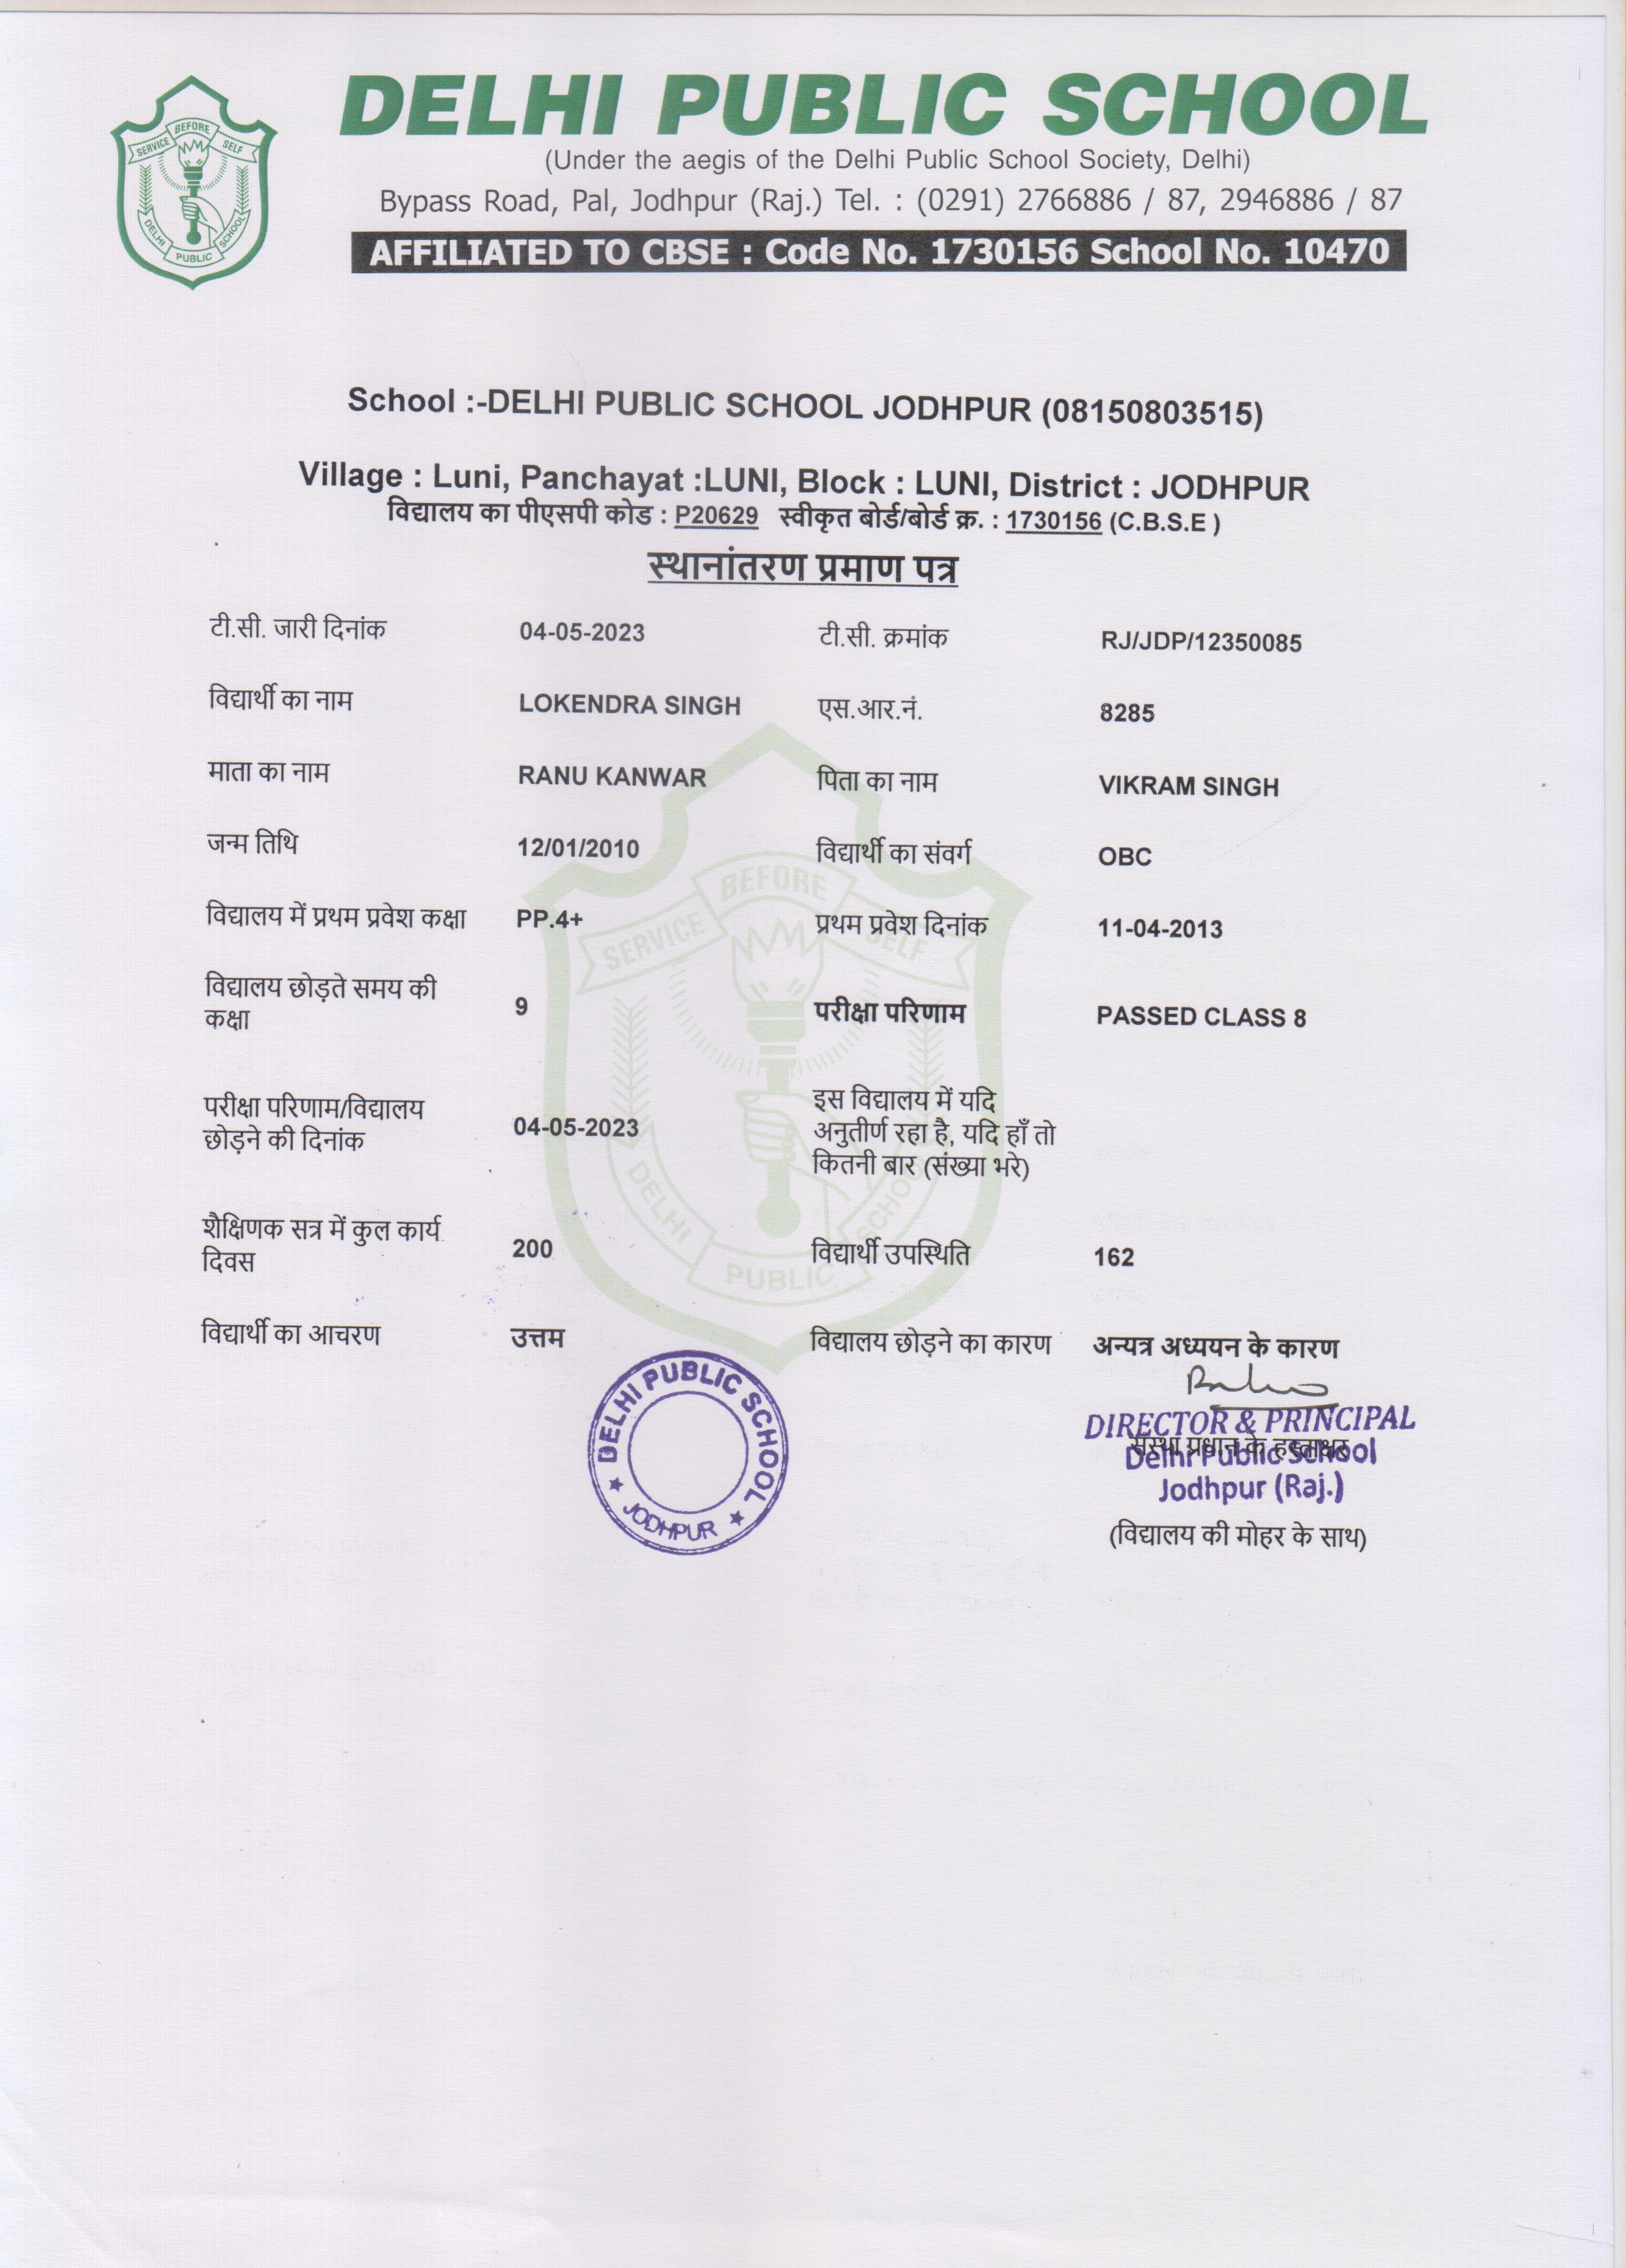 SERVICE BEFORE SELF
DELHI PUBLIC SCHOOL
DELHI PUBLIC SCHOOL
(Under the aegis of the Delhi Public School Society, Delhi)
Bypass Road, Pal, Jodhpur (Raj.) Tel. : (0291) 2766886 / 87, 2946886 / 87
AFFILIATED TO CBSE : Code No. 1730156 School No. 10470
School :-DELHI PUBLIC SCHOOL JODHPUR (08150803515)
Village : Luni, Panchayat :LUNI, Block : LUNI, District : JODHPUR
विद्यालय का पीएसपी कोड : P20629 स्वीकृत बोर्ड/बोर्ड क्र. : 1730156 (C.B.S.E )
स्थानांतरण प्रमाण पत्र
टी.सी. जारी दिनांक 04-05-2023 टी.सी. क्रमांक RJ/JDP/12350085
विद्यार्थी का नाम LOKENDRA SINGH एस.आर.नं. 8285
माता का नाम RANU KANWAR पिता का नाम VIKRAM SINGH
जन्म तिथि 12/01/2010 विद्यार्थी का संवर्ग OBC
विद्यालय में प्रथम प्रवेश कक्षा PP.4+ प्रथम प्रवेश दिनांक 11-04-2013
विद्यालय छोड़ते समय की
कक्षा 9 परीक्षा परिणाम PASSED CLASS 8
परीक्षा परिणाम/विद्यालय
छोड़ने की दिनांक 04-05-2023
इस विद्यालय में यदि
अनुतीर्ण रहा है, यदि हाँ तो
कितनी बार (संख्या भरे)
शैक्षिणक सत्र में कुल कार्य
दिवस 200 विद्यार्थी उपस्थिति 162
विद्यार्थी का आचरण उत्तम विद्यालय छोड़ने का कारण अन्यत्र अध्ययन के कारण
SERVICE BEFORE SELF
DELHI PUBLIC SCHOOL
DELHI PUBLIC SCHOOL
JODHPUR
DIRECTOR & PRINCIPAL
संस्था प्रधान के हस्ताक्षर
Delhi Public School
Jodhpur (Raj.)
(विद्यालय की मोहर के साथ)